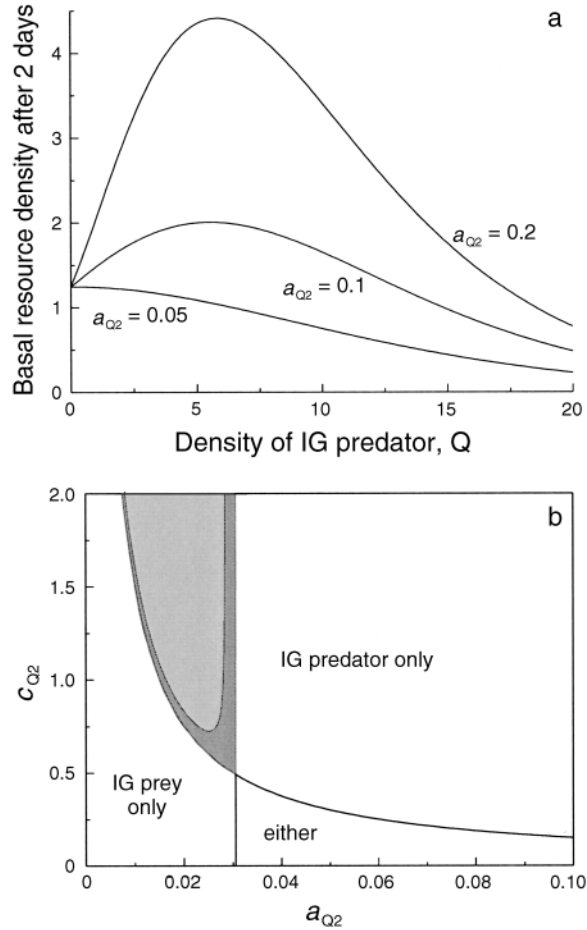 a
Basal resource density after 2 days
4
3
2
1
0
a_Q2 = 0.2
a_Q2 = 0.1
a_Q2 = 0.05
0 5 10 15 20
Density of IG predator, Q
b
2.0
1.5
1.0
0.5
0
c_Q2
IG predator only
IG prey
only
either
0 0.02 0.04 0.06 0.08 0.10
a_Q2